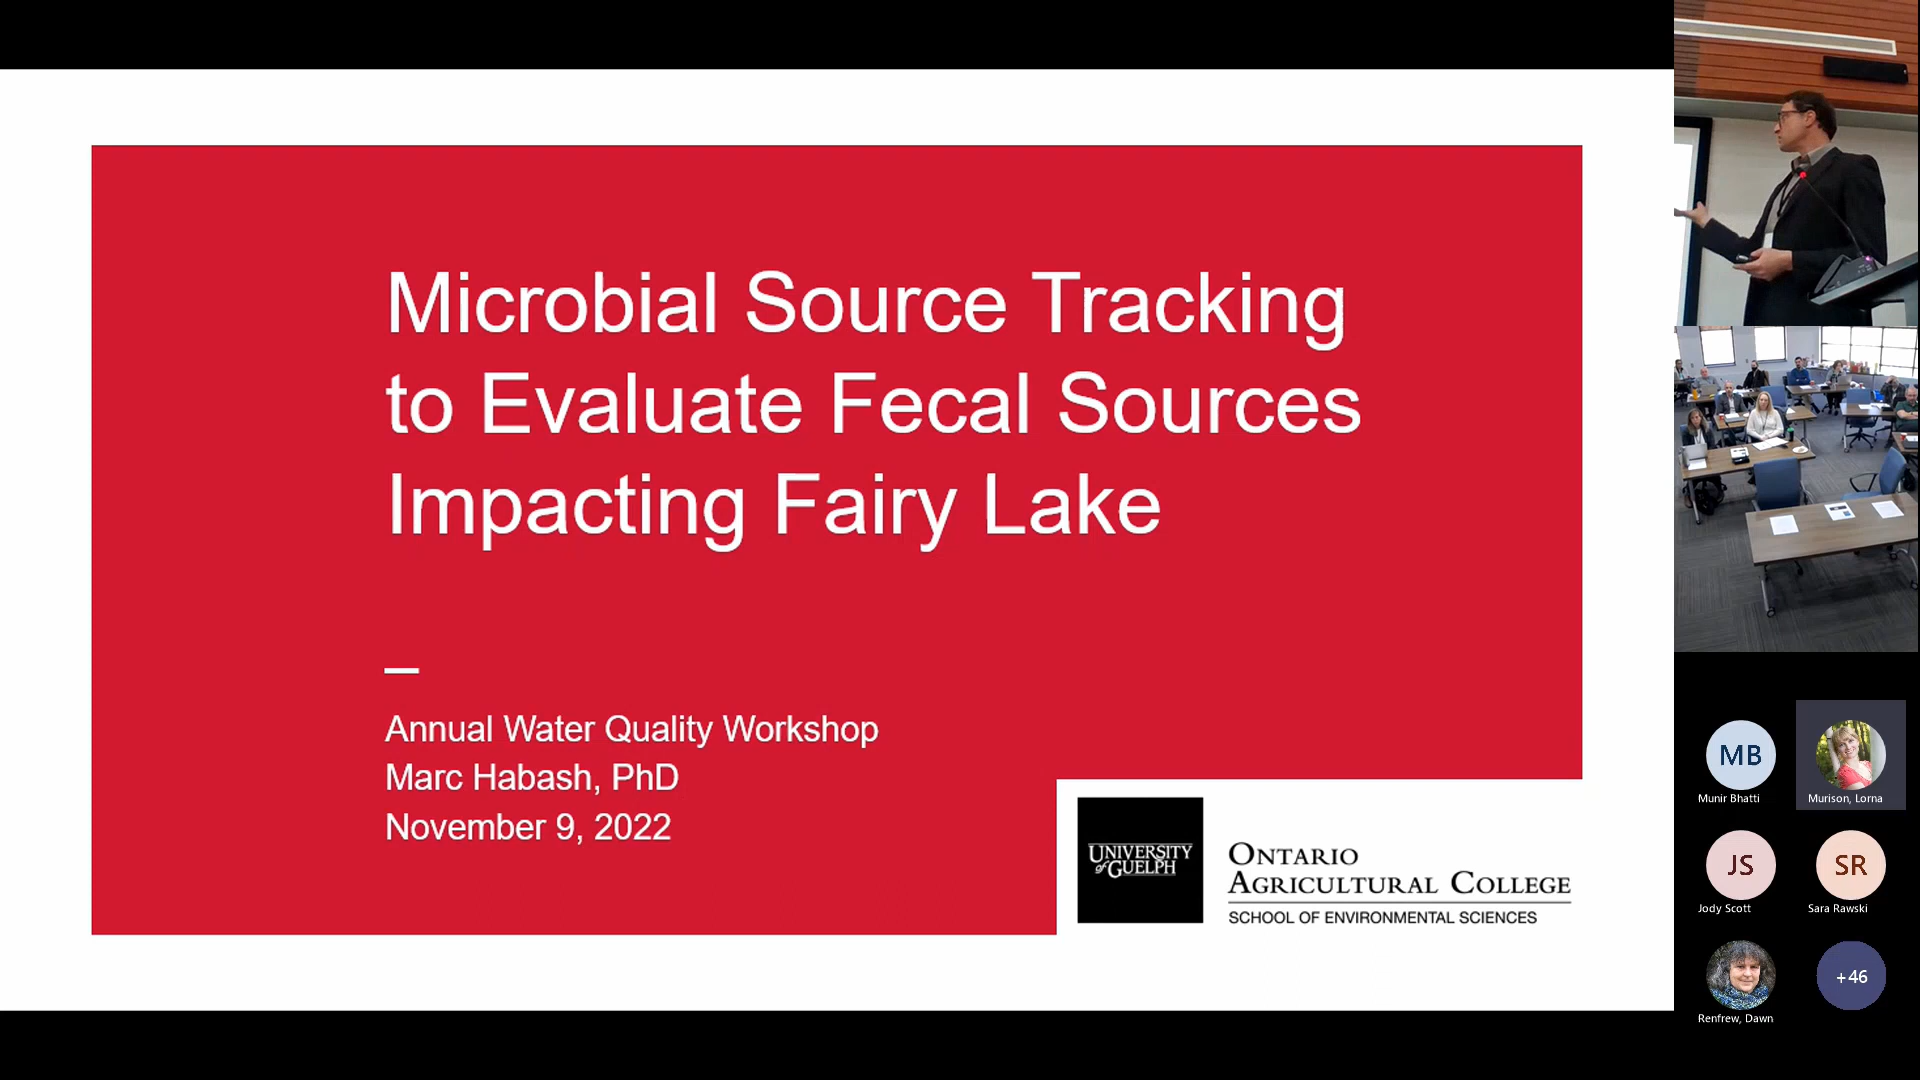 Microbial Source Tracking
to Evaluate Fecal Sources
Impacting Fairy Lake
Annual Water Quality Workshop
Marc Habash, PhD
November 9, 2022
UNIVERSITY
of GUELPH
ONTARIO
AGRICULTURAL COLLEGE
SCHOOL OF ENVIRONMENTAL SCIENCES
MB
Munir Bhatti
Murison, Lorna
JS
Jody Scott
SR
Sara Rawski
Renfrew, Dawn
+46